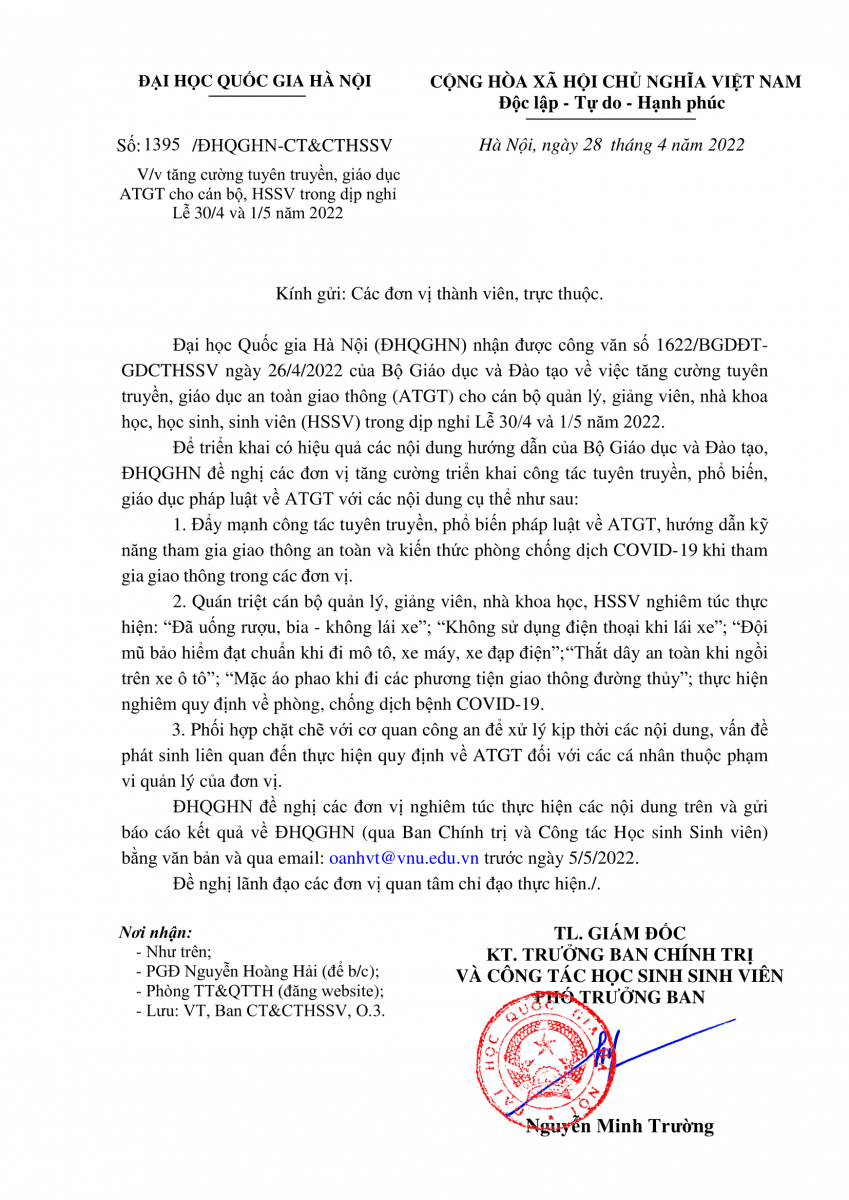 ĐẠI HỌC QUỐC GIA HÀ NỘI
CỘNG HÒA XÃ HỘI CHỦ NGHĨA VIỆT NAM
Độc lập - Tự do - Hạnh phúc
Số: 1395 /ĐHQGHN-CT&CTHSSV
Hà Nội, ngày 28 tháng 4 năm 2022
V/v tăng cường tuyên truyền, giáo dục
ATGT cho cán bộ, HSSV trong dịp nghỉ
Lễ 30/4 và 1/5 năm 2022
Kính gửi: Các đơn vị thành viên, trực thuộc.
Đại học Quốc gia Hà Nội (ĐHQGHN) nhận được công văn số 1622/BGDĐT-
GDCTHSSV ngày 26/4/2022 của Bộ Giáo dục và Đào tạo về việc tăng cường tuyên
truyền, giáo dục an toàn giao thông (ATGT) cho cán bộ quản lý, giảng viên, nhà khoa
học, học sinh, sinh viên (HSSV) trong dịp nghỉ Lễ 30/4 và 1/5 năm 2022.
Để triển khai có hiệu quả các nội dung hướng dẫn của Bộ Giáo dục và Đào tạo,
ĐHQGHN đề nghị các đơn vị tăng cường triển khai công tác tuyên truyền, phổ biến,
giáo dục pháp luật về ATGT với các nội dung cụ thể như sau:
1. Đẩy mạnh công tác tuyên truyền, phổ biến pháp luật về ATGT, hướng dẫn kỹ
năng tham gia giao thông an toàn và kiến thức phòng chống dịch COVID-19 khi tham
gia giao thông trong các đơn vị.
2. Quán triệt cán bộ quản lý, giảng viên, nhà khoa học, HSSV nghiêm túc thực
hiện: “Đã uống rượu, bia - không lái xe”; “Không sử dụng điện thoại khi lái xe”; “Đội
mũ bảo hiểm đạt chuẩn khi đi mô tô, xe máy, xe đạp điện”;“Thắt dây an toàn khi ngồi
trên xe ô tô”; “Mặc áo phao khi đi các phương tiện giao thông đường thủy”; thực hiện
nghiêm quy định về phòng, chống dịch bệnh COVID-19.
3. Phối hợp chặt chẽ với cơ quan công an để xử lý kịp thời các nội dung, vấn đề
phát sinh liên quan đến thực hiện quy định về ATGT đối với các cá nhân thuộc phạm
vi quản lý của đơn vị.
ĐHQGHN đề nghị các đơn vị nghiêm túc thực hiện các nội dung trên và gửi
báo cáo kết quả về ĐHQGHN (qua Ban Chính trị và Công tác Học sinh Sinh viên)
bằng văn bản và qua email: oanhvt@vnu.edu.vn trước ngày 5/5/2022.
Đề nghị lãnh đạo các đơn vị quan tâm chỉ đạo thực hiện./.
Nơi nhận:
- Như trên;
- PGĐ Nguyễn Hoàng Hải (để b/c);
- Phòng TT&QTTH (đăng website);
- Lưu: VT, Ban CT&CTHSSV, O.3.
TL. GIÁM ĐỐC
KT. TRƯỞNG BAN CHÍNH TRỊ
VÀ CÔNG TÁC HỌC SINH SINH VIÊN
PHÓ TRƯỞNG BAN
ĐẠI HỌC QUỐC GIA HÀ NỘI
Nguyễn Minh Trường